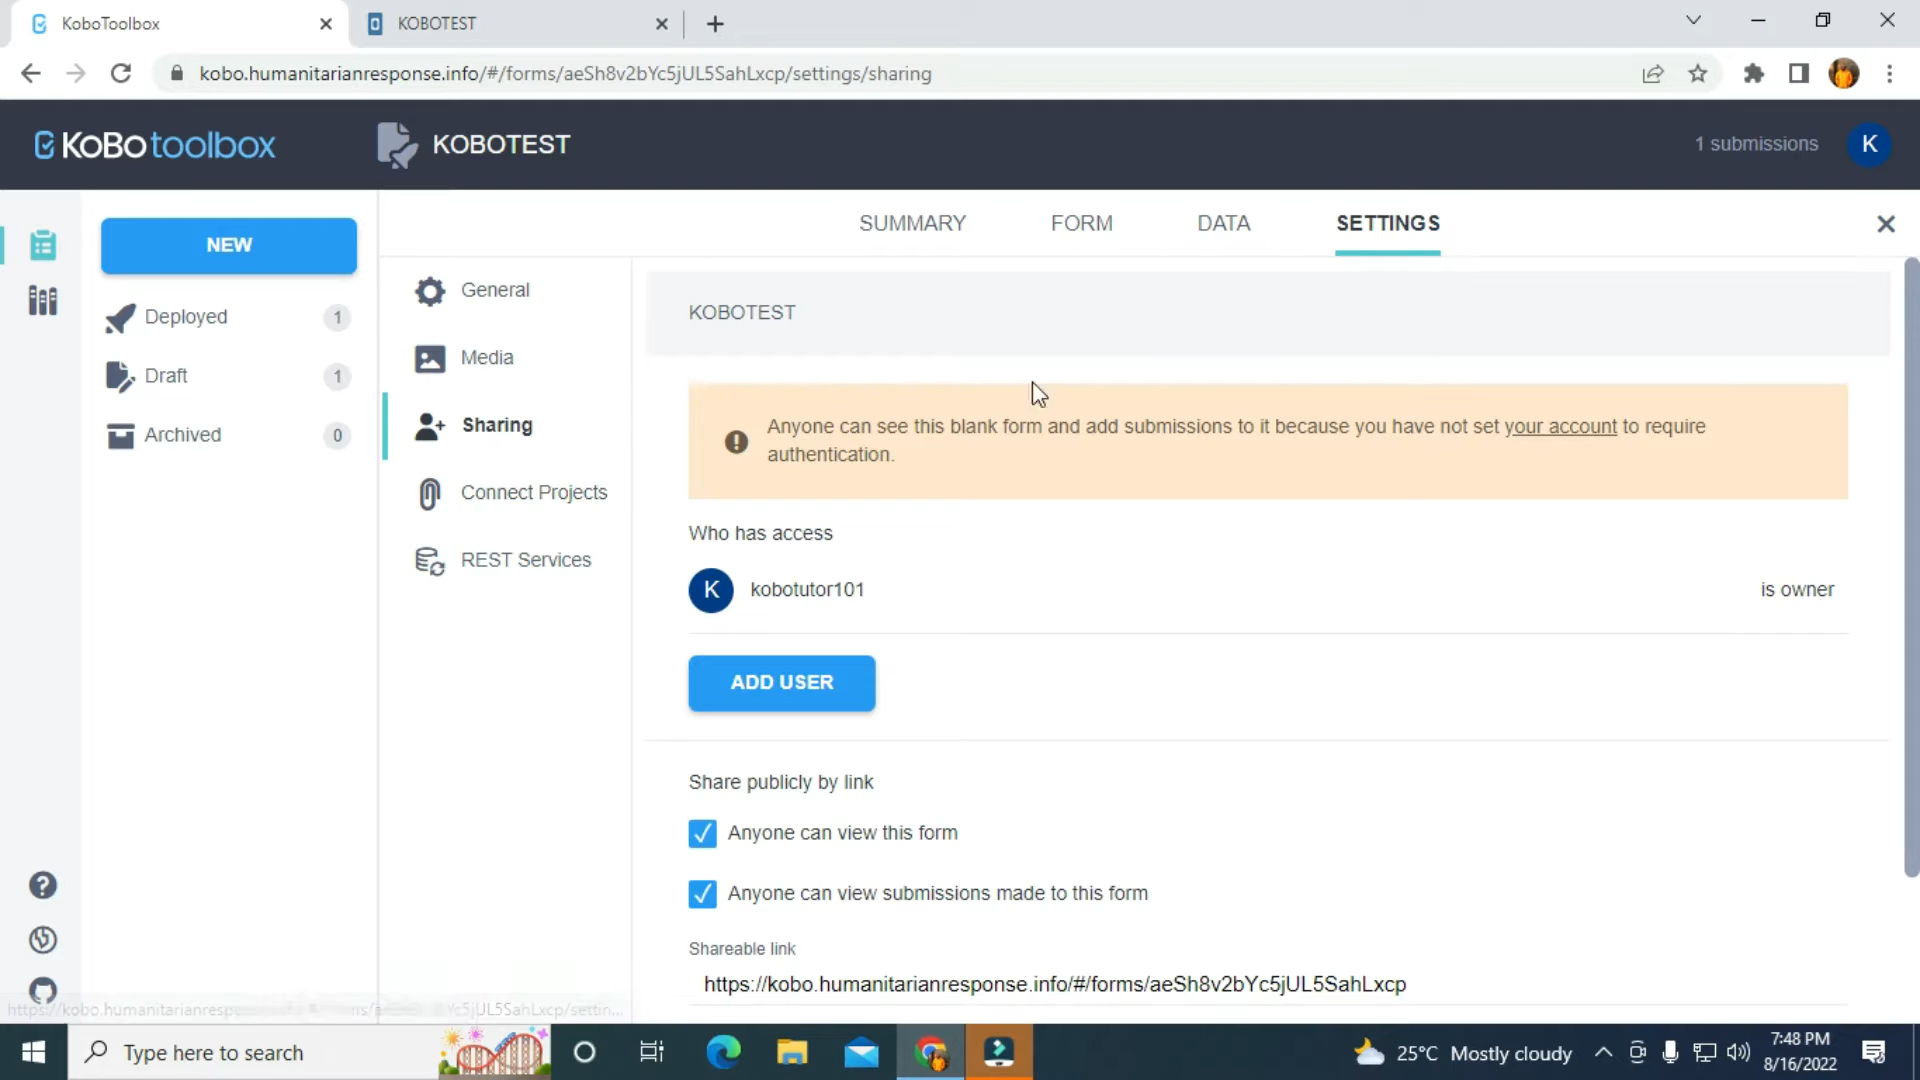 KoboToolbox
KOBOTEST
kobo.humanitarianresponse.info/#/forms/aeSh8v2bYc5jUL5SahLxcp/settings/sharing
KoBotoolbox
KOBOTEST
1 submissions
K
SUMMARY
FORM
DATA
SETTINGS
NEW
Deployed
1
Draft
1
Archived
0
General
Media
Sharing
Connect Projects
REST Services
KOBOTEST
Anyone can see this blank form and add submissions to it because you have not set your account to require
authentication.
Who has access
K
kobotutor101
is owner
ADD USER
Share publicly by link
Anyone can view this form
Anyone can view submissions made to this form
Shareable link
https://kobo.humanitarianresponse.info/#/forms/aeSh8v2bYc5jUL5SahLxcp
Type here to search
25°C Mostly cloudy
7:48 PM
8/16/2022